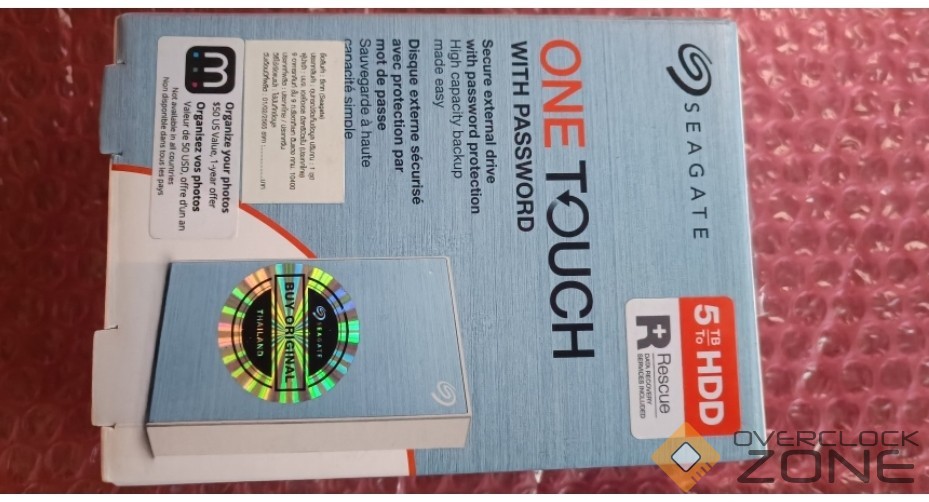 SEAGATE
ONE TOUCH
WITH PASSWORD
Secure external drive
with password protection
High capacity backup
made easy
Disque externe sécurisé
avec protection par
mot de passe
Sauvegarde à haute
capacité simple
5 TB
To HDD
Rescue
DATA RECOVERY
SERVICES INCLUDED
Organize your photos
$50 US Value, 1-year offer
Organisez vos photos
Valeur de 50 USD, offre d'un an
Not available in all countries
Non disponible dans tous les pays
SEAGATE
BUY ORIGINAL
THAILAND
OVERCLOCK
ZONE